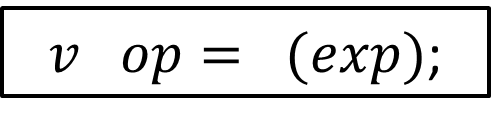 v op = (exp);